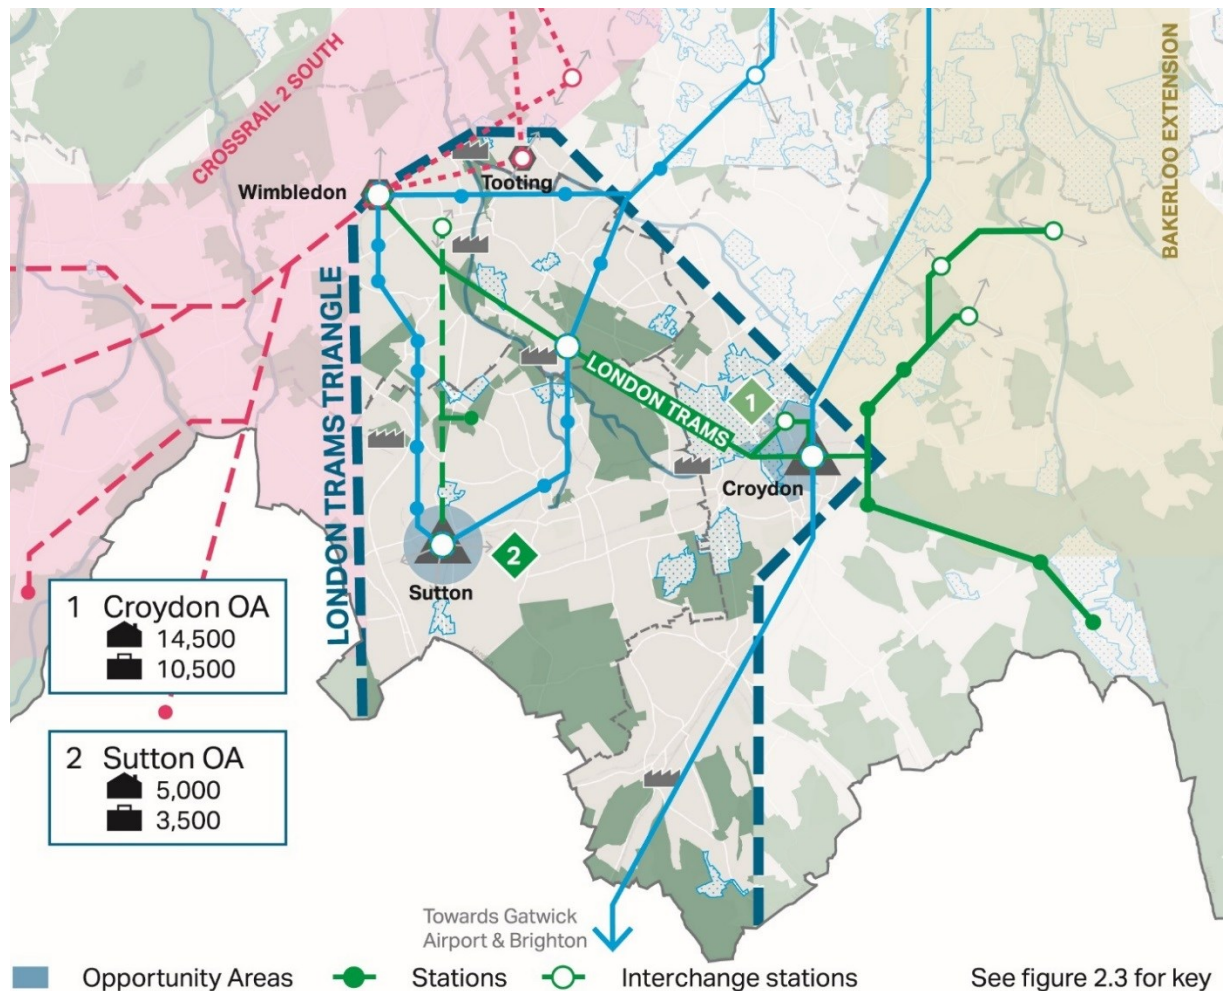 CROSSRAIL 2 SOUTH
BAKERLOO EXTENSION
Wimbledon
Tooting
LONDON TRAMS TRIANGLE
LONDON TRAMS
1
Croydon
2
Sutton
1 Croydon OA
14,500
10,500
2 Sutton OA
5,000
3,500
Towards Gatwick
Airport & Brighton
Opportunity Areas
Stations
Interchange stations
See figure 2.3 for key